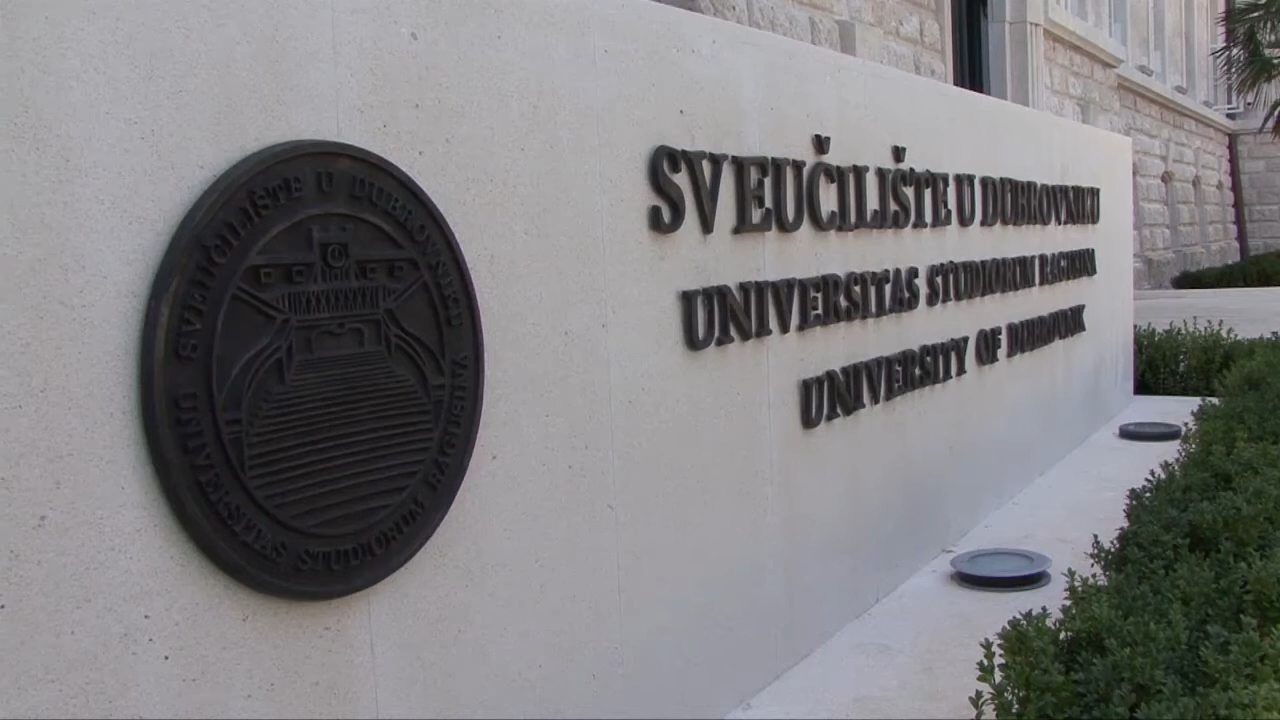 SVEUČILIŠTE U DUBROVNIKU
UNIVERSITAS STUDIORUM RAGUSINA
SVEUČILIŠTE U DUBROVNIKU
UNIVERSITAS STUDIORUM RAGUSINA
UNIVERSITY OF DUBROVNIK